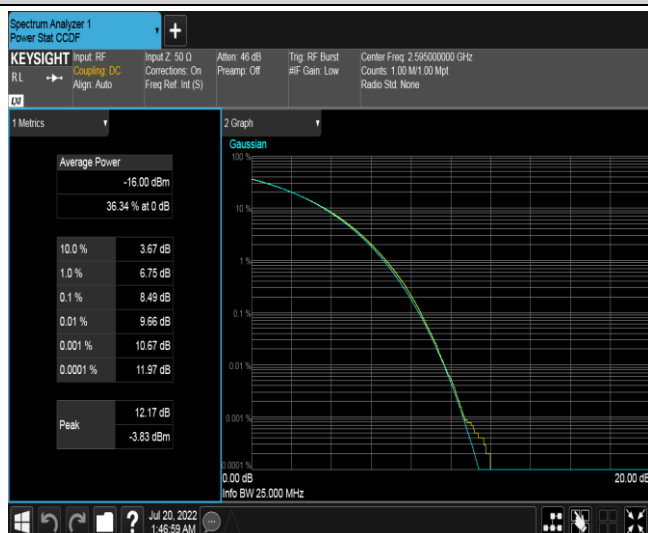 Spectrum Analyzer 1
Power Stat CCDF
KEYSIGHT
RL
LXI
Input: RF
Coupling: DC
Align: Auto
Input Z: 50 Ω
Corrections: On
Freq Ref: Int (S)
Atten: 46 dB
Preamp: Off
Trig: RF Burst
#IF Gain: Low
Center Freq: 2.595000000 GHz
Counts: 1.00 M/1.00 Mpt
Radio Std: None
1 Metrics
Average Power
-16.00 dBm
36.34 % at 0 dB
10.0 % 3.67 dB
1.0 % 6.75 dB
0.1 % 8.49 dB
0.01 % 9.66 dB
0.001 % 10.67 dB
0.0001 % 11.97 dB
Peak 12.17 dB
-3.83 dBm
2 Graph
Gaussian
100 %
10 %
1 %
0.1 %
0.01 %
0.001 %
0.0001 %
0.00 dB 20.00 dB
Info BW 25.000 MHz
Jul 20, 2022
1:46:59 AM